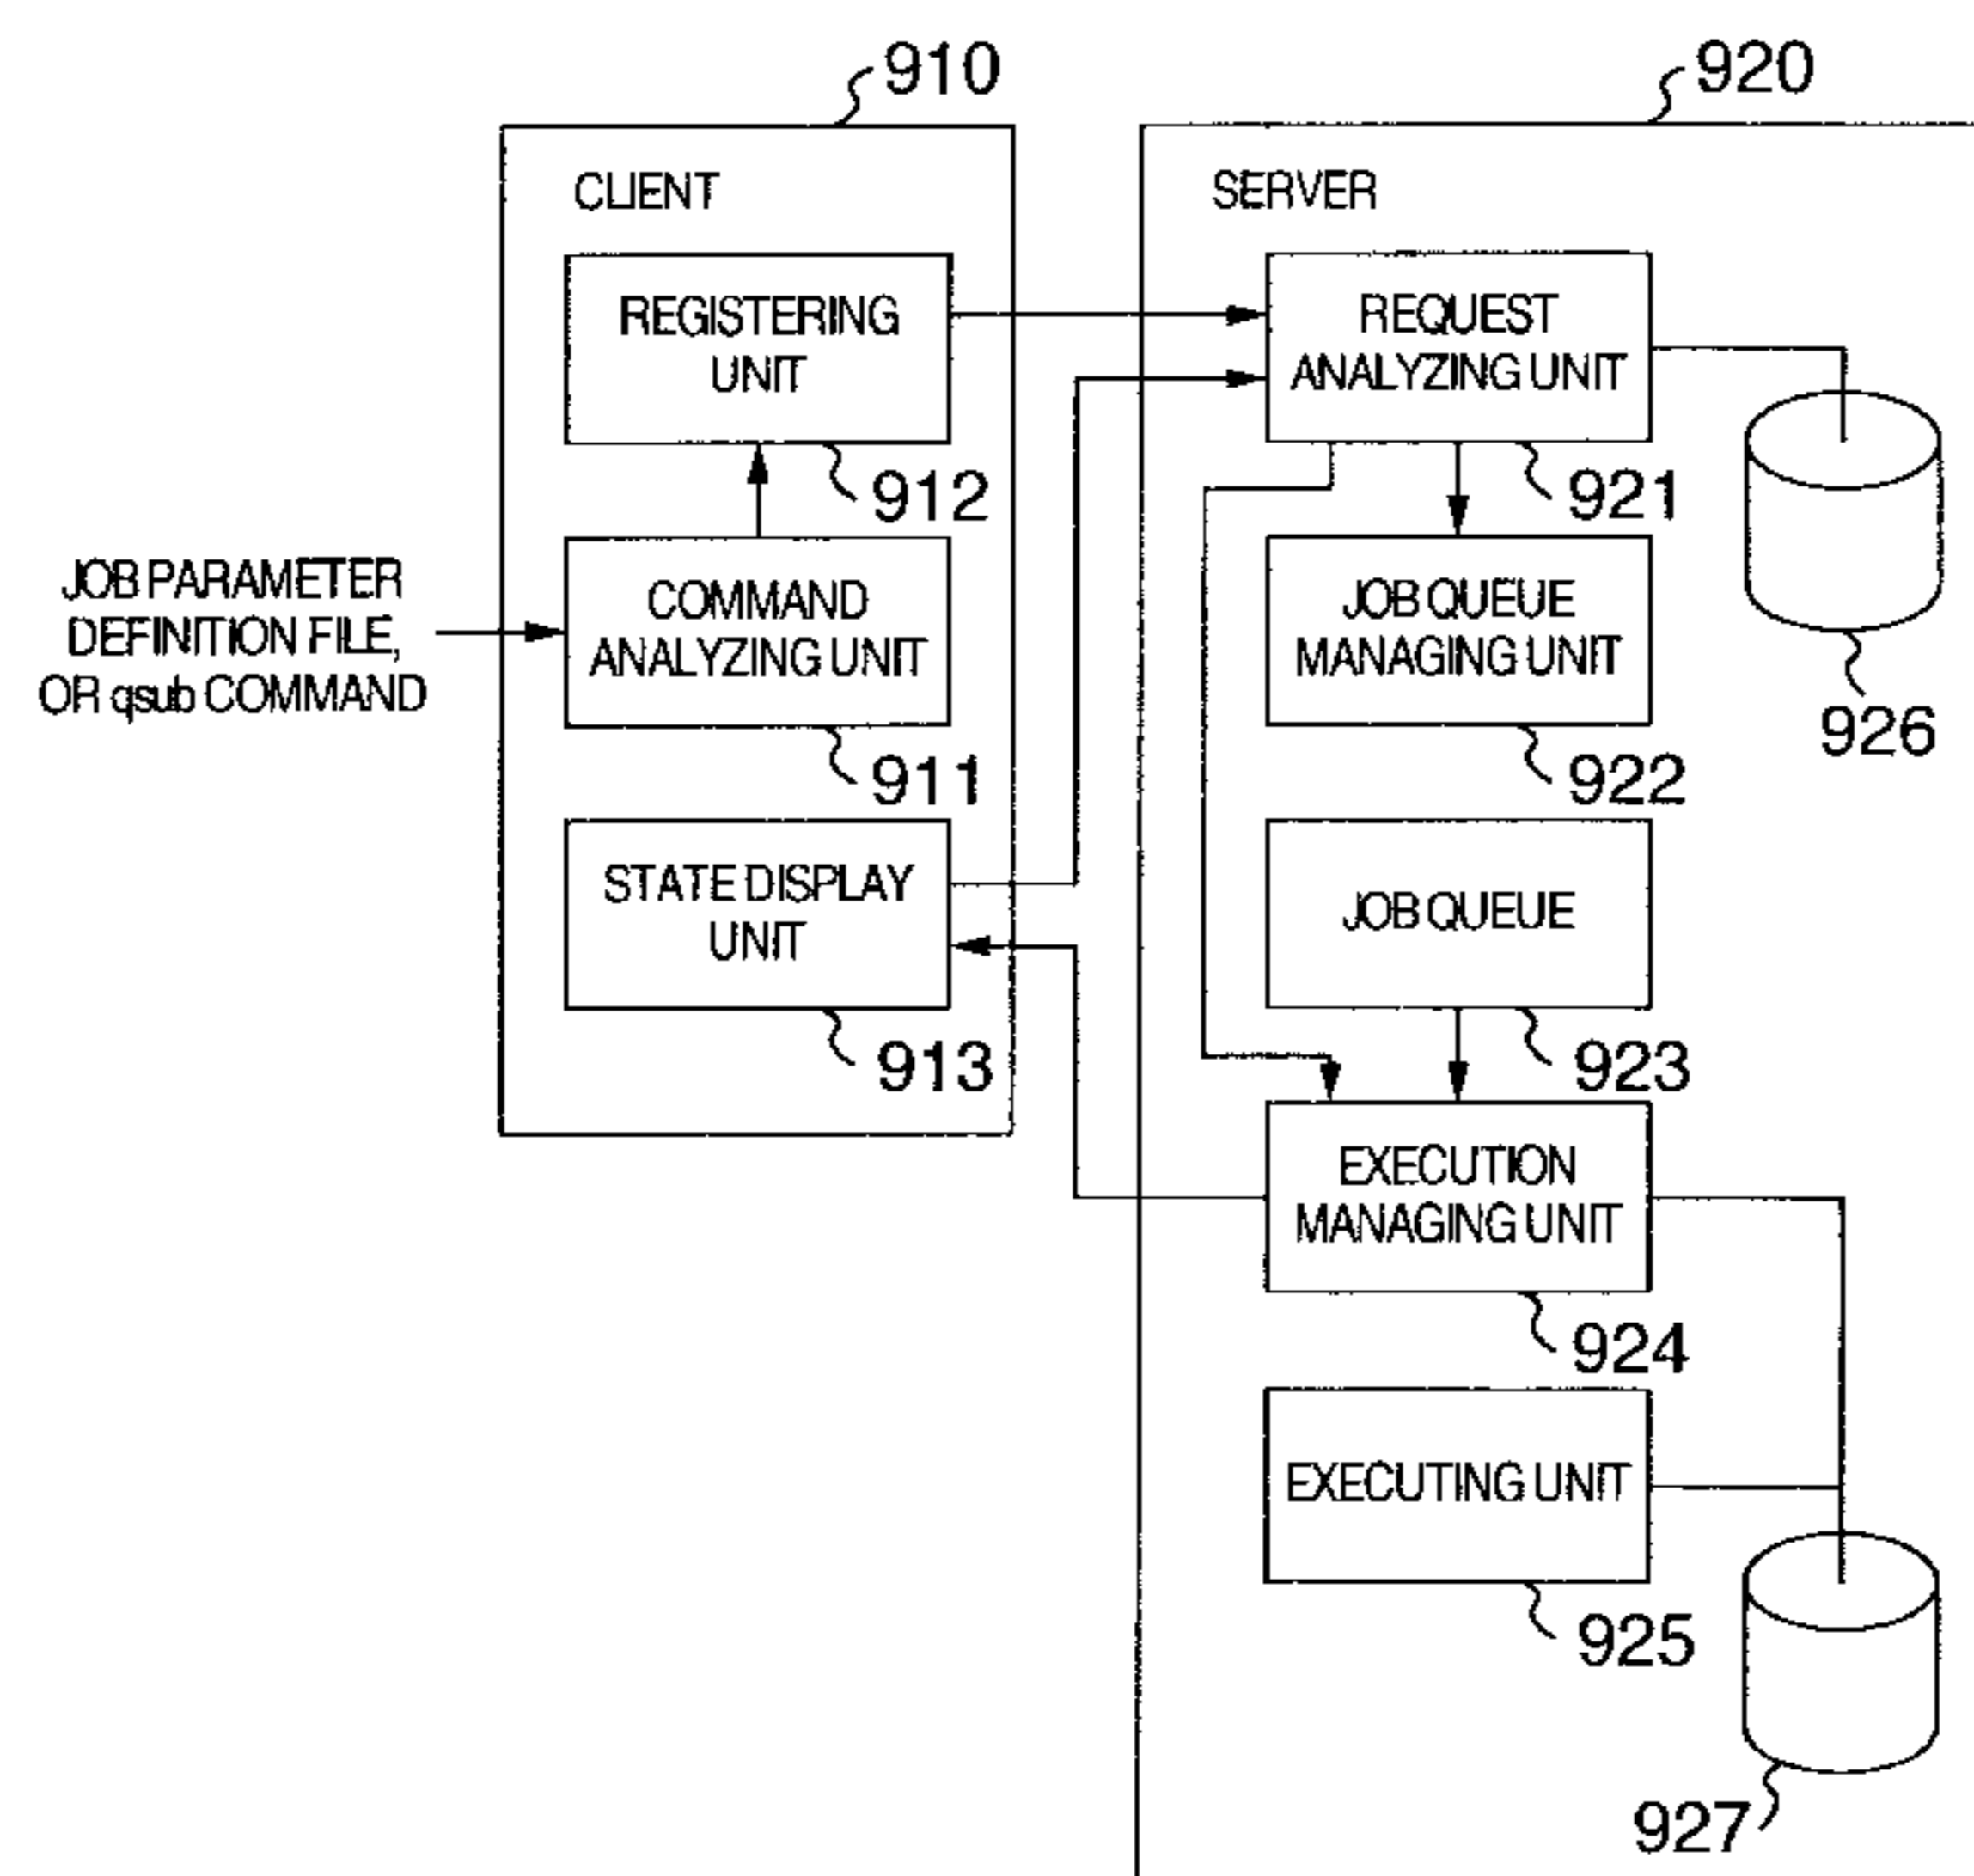 910
920
CLIENT
SERVER
REGISTERING
UNIT
REQUEST
ANALYZING UNIT
912
921
JOB PARAMETER
DEFINITION FILE,
OR qsub COMMAND
COMMAND
ANALYZING UNIT
JOB QUEUE
MANAGING UNIT
926
911
922
STATE DISPLAY
UNIT
JOB QUEUE
913
923
EXECUTION
MANAGING UNIT
924
EXECUTING UNIT
925
927